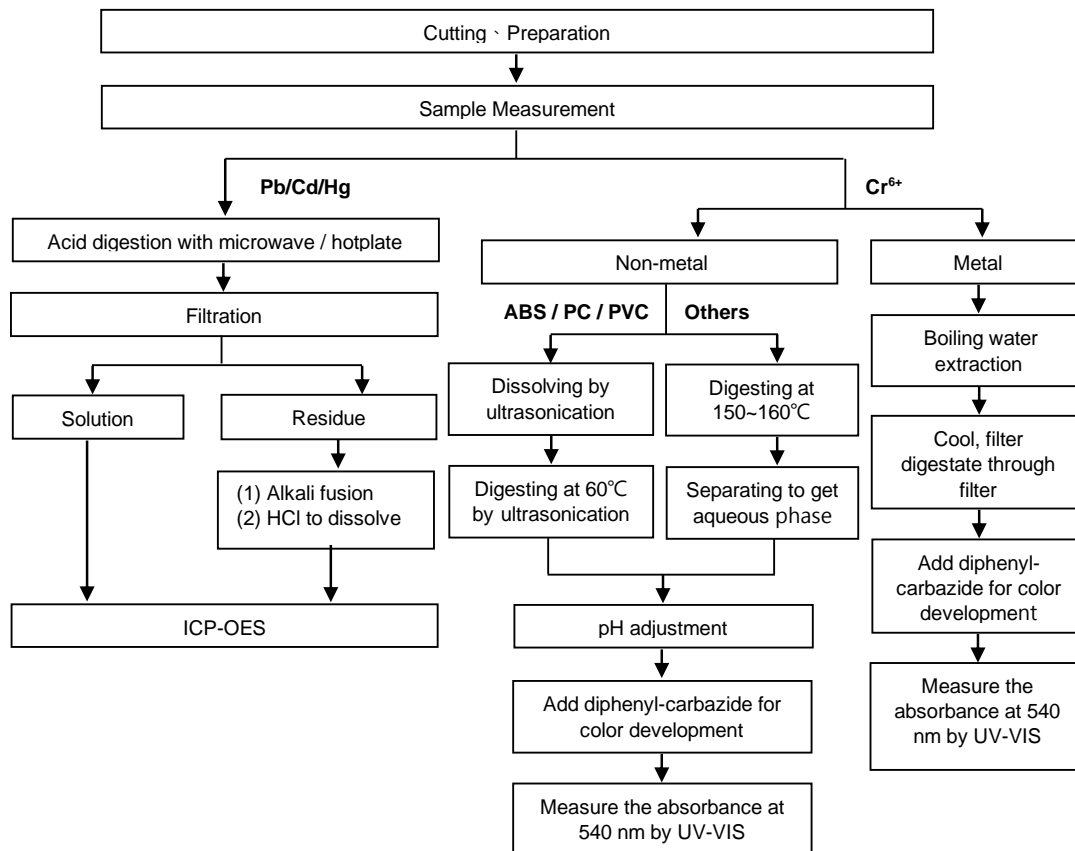 Cutting、Preparation
Sample Measurement
Pb/Cd/Hg
Cr⁶⁺
Acid digestion with microwave / hotplate
Filtration
Solution
Residue
(1) Alkali fusion
(2) HCl to dissolve
ICP-OES
Non-metal
ABS / PC / PVC
Others
Dissolving by
ultrasonication
Digesting at 60℃
by ultrasonication
Digesting at
150~160℃
Separating to get
aqueous phase
pH adjustment
Add diphenyl-carbazide for
color development
Measure the absorbance at
540 nm by UV-VIS
Metal
Boiling water
extraction
Cool, filter
digestate through
filter
Add diphenyl-
carbazide for color
development
Measure the
absorbance at 540
nm by UV-VIS